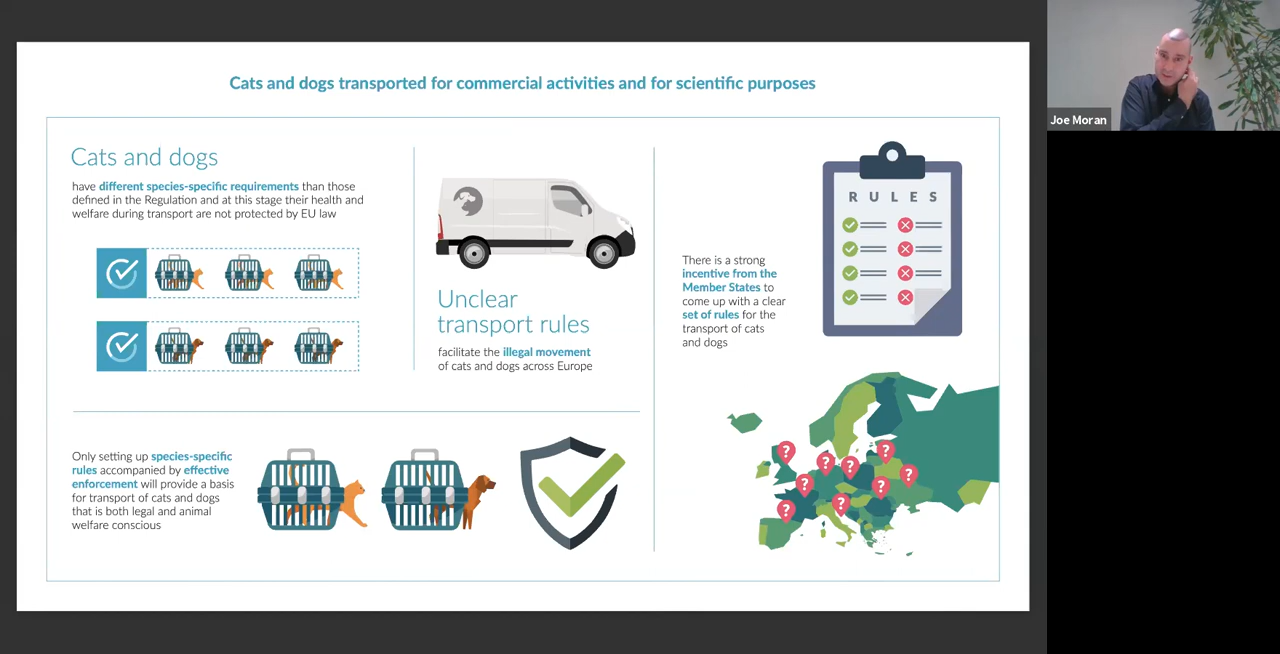 Cats and dogs transported for commercial activities and for scientific purposes
Cats and dogs
have different species-specific requirements than those
defined in the Regulation and at this stage their health and
welfare during transport are not protected by EU law
Unclear
transport rules
facilitate the illegal movement
of cats and dogs across Europe
There is a strong
incentive from the
Member States to
come up with a clear
set of rules for the
transport of cats
and dogs
RULES
Only setting up species-specific
rules accompanied by effective
enforcement will provide a basis
for transport of cats and dogs
that is both legal and animal
welfare conscious
?
?
?
?
?
?
?
?
?
Joe Moran